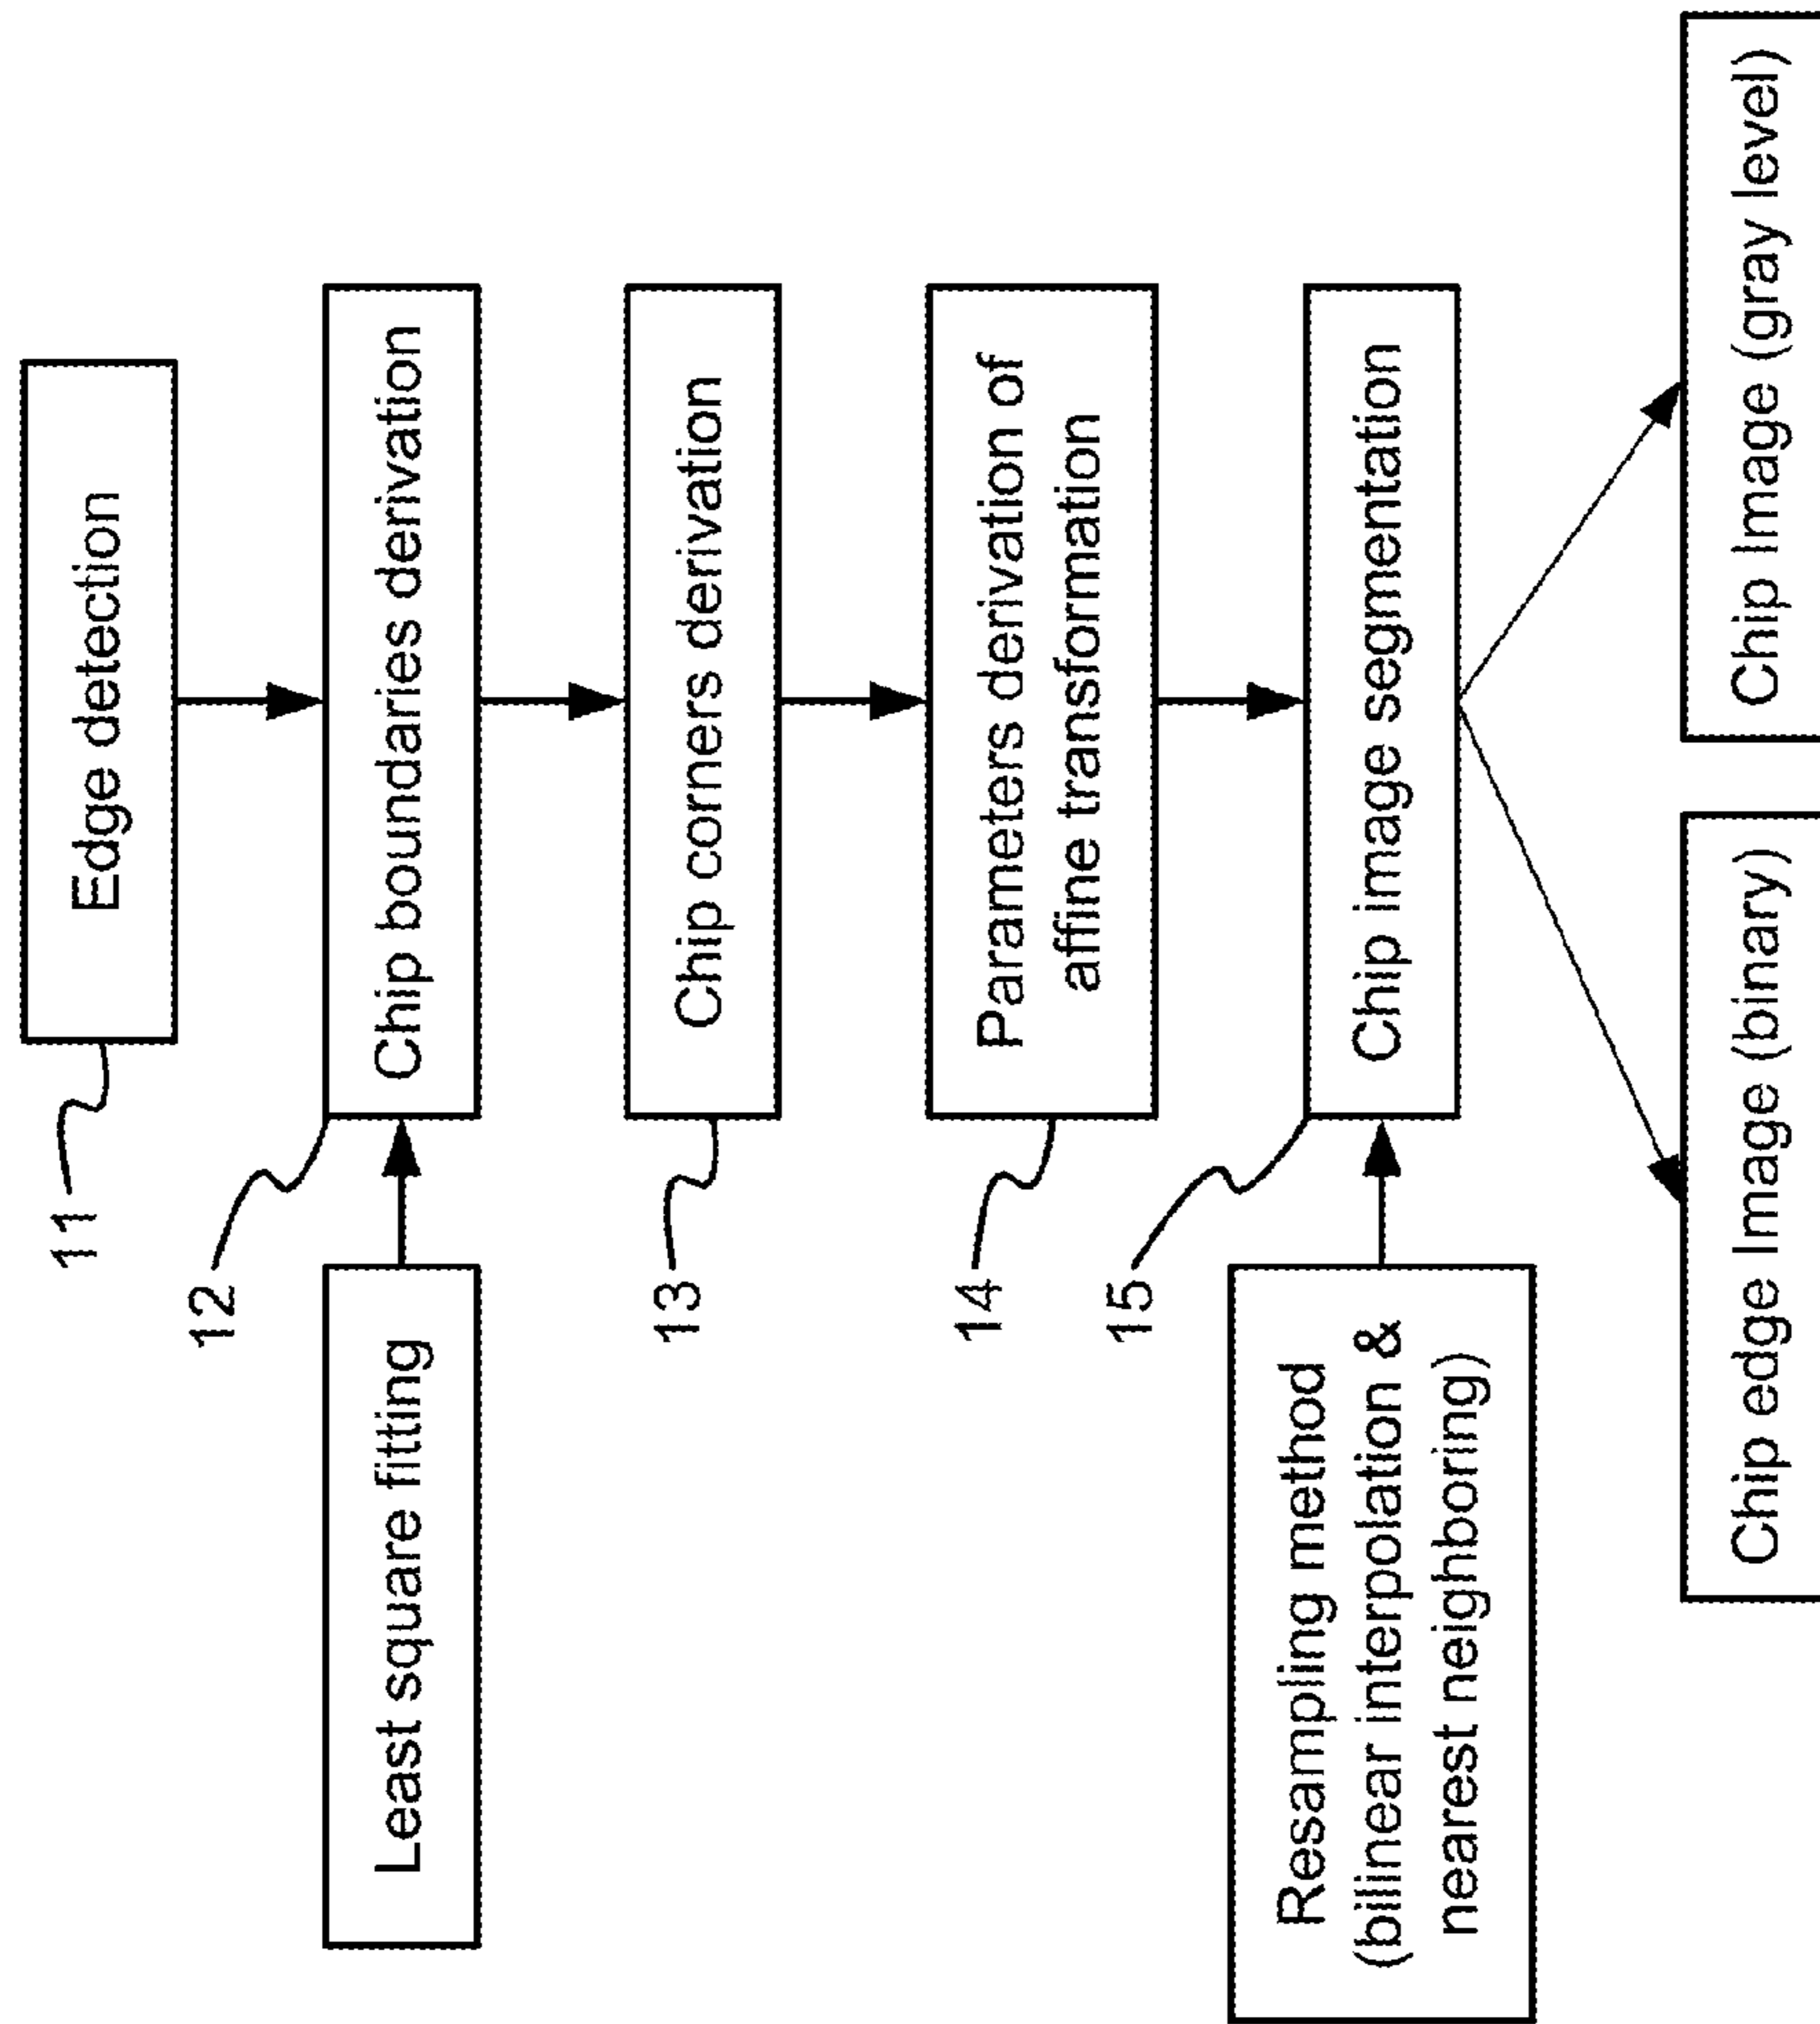 11
Edge detection
Least square fitting
12
Chip boundaries derivation
13
Chip corners derivation
14
Parameters derivation of
affine transformation
Resampling method
(bilinear interpolation &
nearest neighboring)
15
Chip image segmentation
Chip edge Image (binary)
Chip Image (gray level)